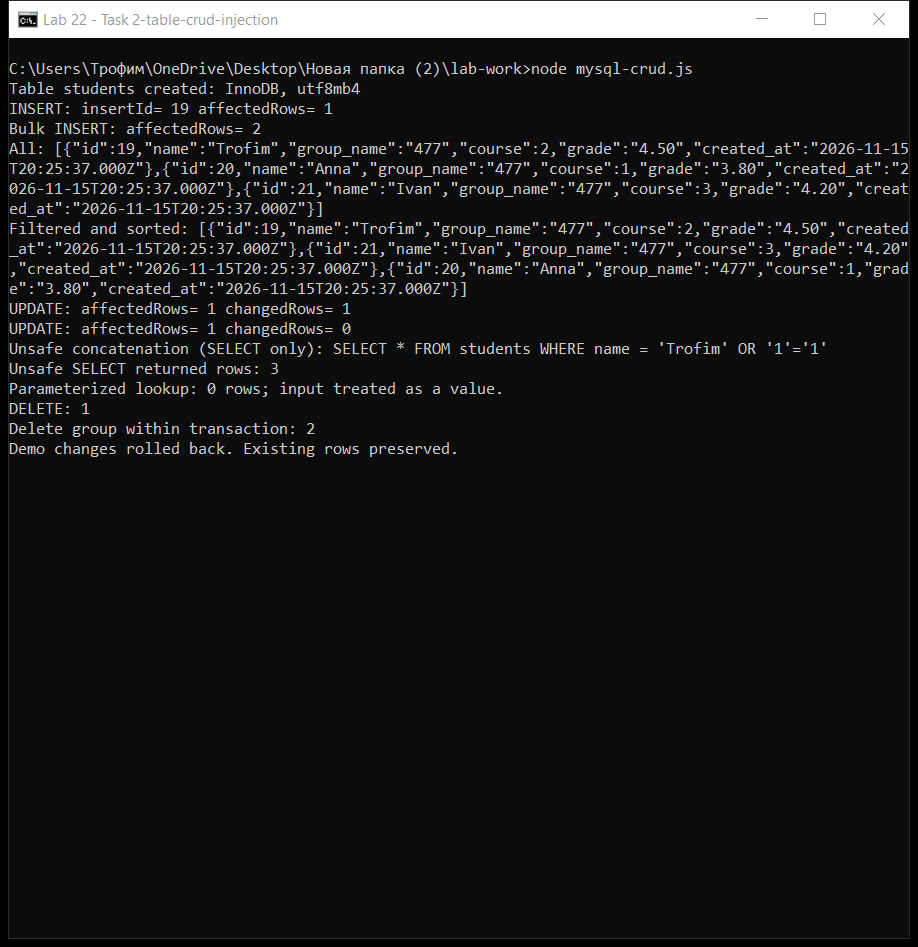 Lab 22 - Task 2-table-crud-injection
C:\Users\Трофим\OneDrive\Desktop\Новая папка (2)\lab-work>node mysql-crud.js
Table students created: InnoDB, utf8mb4
INSERT: insertId= 19 affectedRows= 1
Bulk INSERT: affectedRows= 2
All: [{"id":19,"name":"Trofim","group_name":"477","course":2,"grade":"4.50","created_at":"2026-11-15
T20:25:37.000Z"},{"id":20,"name":"Anna","group_name":"477","course":1,"grade":"3.80","created_at":"2
026-11-15T20:25:37.000Z"},{"id":21,"name":"Ivan","group_name":"477","course":3,"grade":"4.20","creat
ed_at":"2026-11-15T20:25:37.000Z"}]
Filtered and sorted: [{"id":19,"name":"Trofim","group_name":"477","course":2,"grade":"4.50","created
_at":"2026-11-15T20:25:37.000Z"},{"id":21,"name":"Ivan","group_name":"477","course":3,"grade":"4.20"
,"created_at":"2026-11-15T20:25:37.000Z"},{"id":20,"name":"Anna","group_name":"477","course":1,"grad
e":"3.80","created_at":"2026-11-15T20:25:37.000Z"}]
UPDATE: affectedRows= 1 changedRows= 1
UPDATE: affectedRows= 1 changedRows= 0
Unsafe concatenation (SELECT only): SELECT * FROM students WHERE name = 'Trofim' OR '1'='1'
Unsafe SELECT returned rows: 3
Parameterized lookup: 0 rows; input treated as a value.
DELETE: 1
Delete group within transaction: 2
Demo changes rolled back. Existing rows preserved.